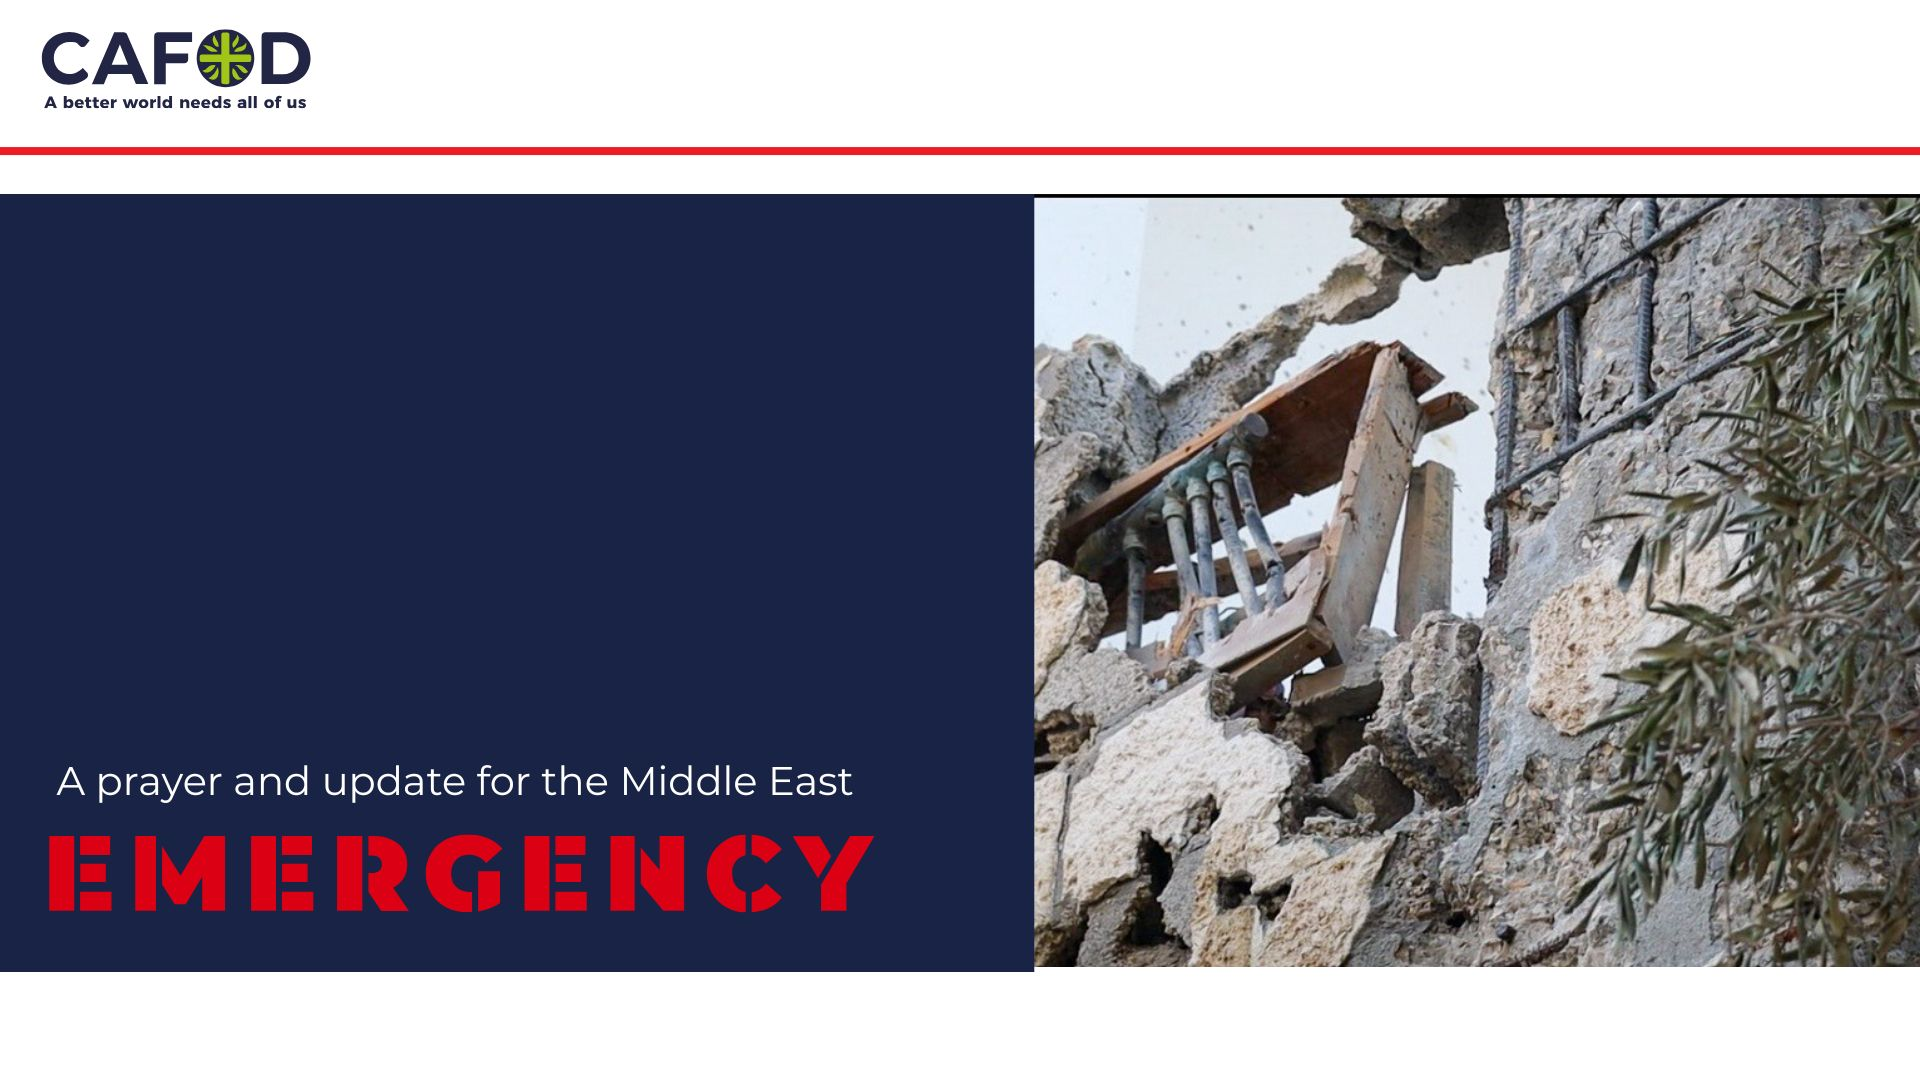 CAFOD
A better world needs all of us
A prayer and update for the Middle East
EMERGENCY